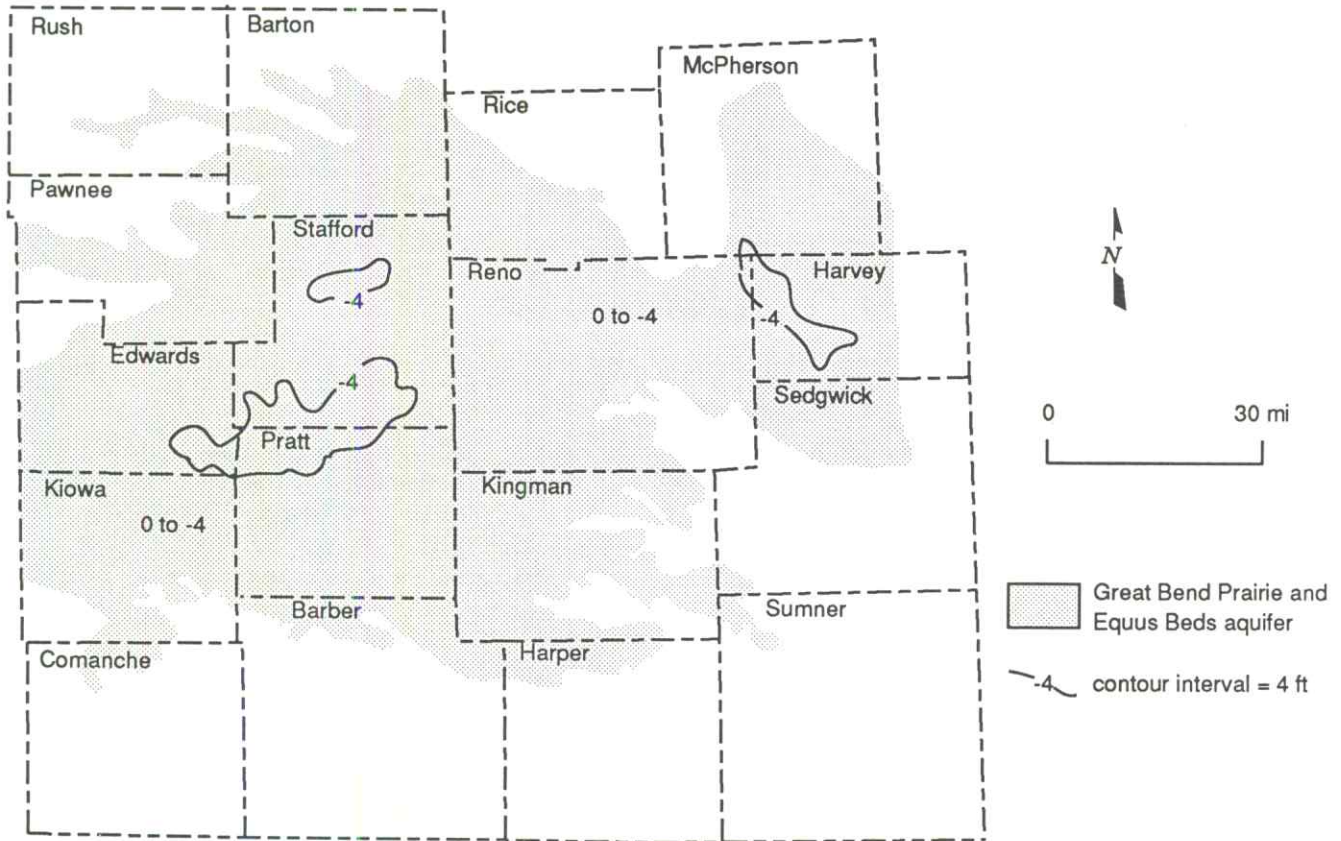 Rush
Barton
McPherson
Rice
Pawnee
Stafford
N
Reno
Harvey
-4
0 to -4
-4
Edwards
-4
Sedgwick
0 30 mi
Pratt
Kiowa
Kingman
0 to -4
Barber
Sumner
Great Bend Prairie and
Equus Beds aquifer
Comanche
Harper
-4 contour interval = 4 ft